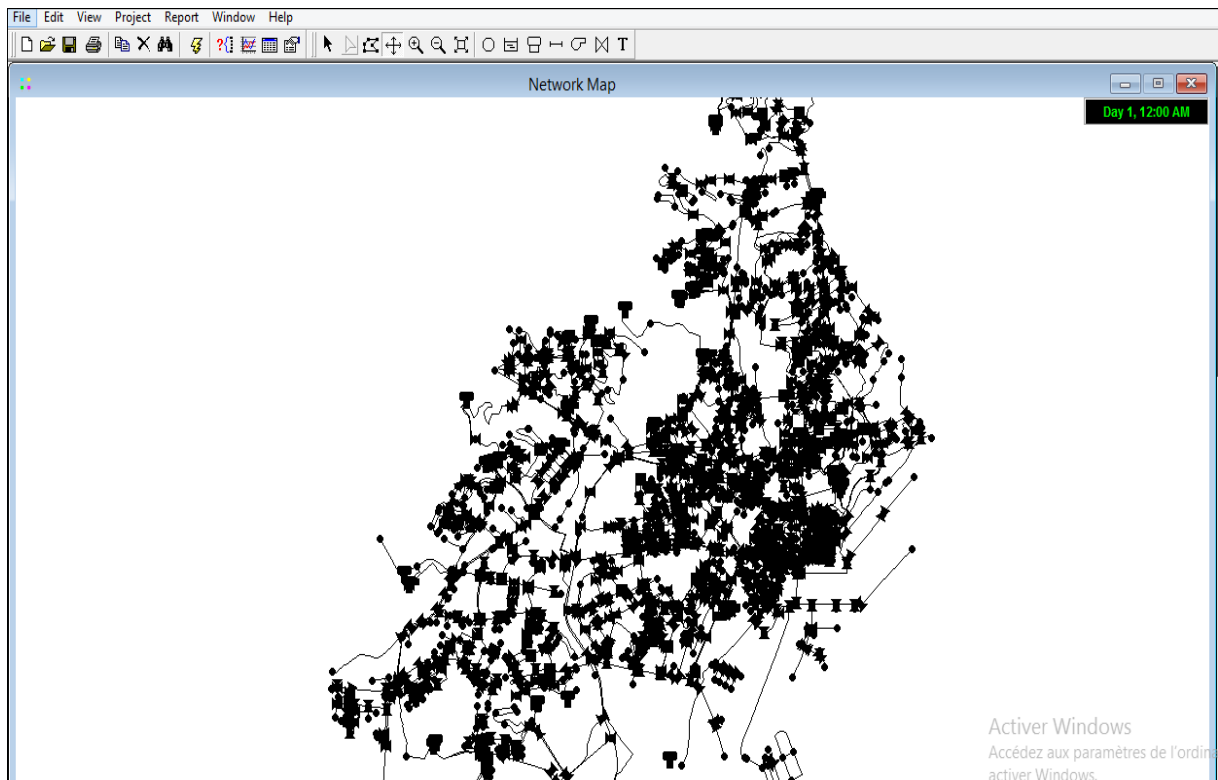 File Edit View Project Report Window Help
T
Network Map
Day 1, 12:00 AM
Activer Windows
Accédez aux paramètres de l'ordin
activer Windows.